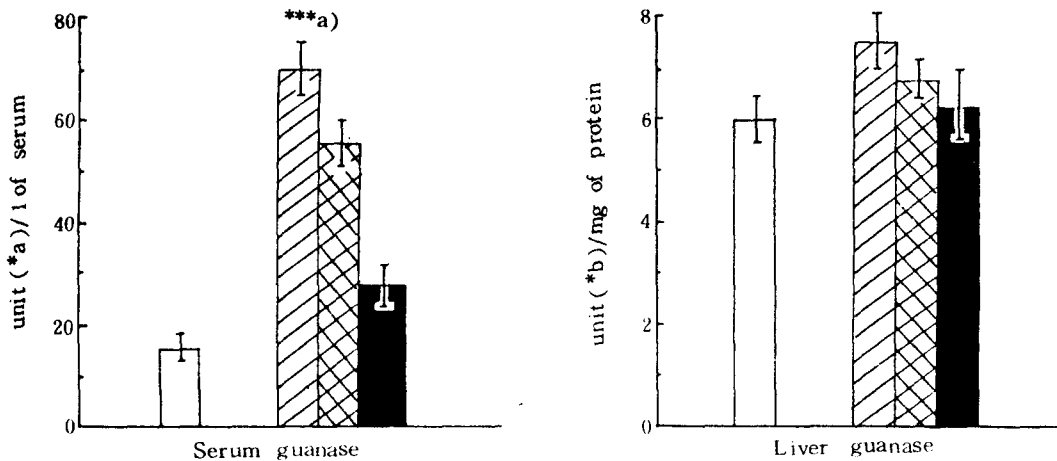 ***a)
80
60
40
20
0
unit(*a)/l of serum
Serum guanase
8
6
4
2
0
unit(*b)/mg of protein
Liver guanase